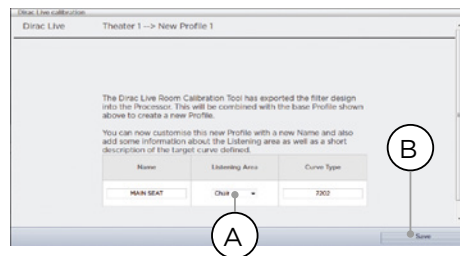 Dirac Live calibration
Dirac Live Theater 1 --> New Profile 1
The Dirac Live Room Calibration Tool has exported the filter design
into the Processor. This will be combined with the base Profile shown
above to create a new Profile.
You can now customise this new Profile with a new Name and also
add some information about the Listening area as well as a short
description of the target curve defined.
Name Listening Area Curve Type
MAIN SEAT Chair 7202
Save
A
B